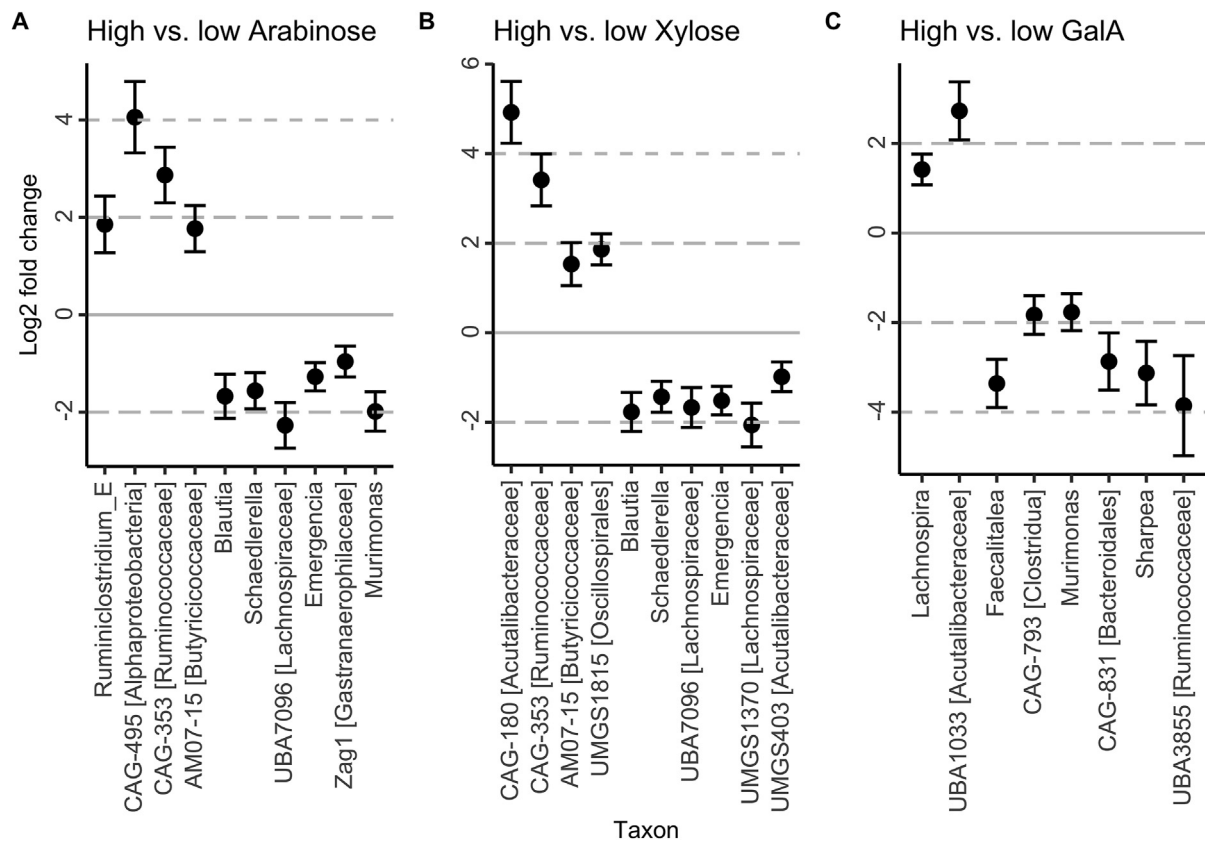 A
High vs. low Arabinose
B
High vs. low Xylose
C
High vs. low GalA
Log2 fold change
4
2
0
-2
6
4
2
0
-2
2
0
-2
-4
Ruminiclostridium_E
CAG-495 [Alphaproteobacteria]
CAG-353 [Ruminococcaceae]
AM07-15 [Butyricicoccaceae]
Blautia
Schaederella
UBA7096 [Lachnospiraceae]
Emergencia
Zag1 [Gastranaerophilaceae]
Murimonas
CAG-180 [Acutalibacteraceae]
CAG-353 [Ruminococcaceae]
AM07-15 [Butyricicoccaceae]
UMGS1815 [Oscillospirales]
Blautia
Schaederella
UBA7096 [Lachnospiraceae]
Emergencia
UMGS1370 [Lachnospiraceae]
UMGS403 [Acutalibacteraceae]
Lachnospira
UBA1033 [Acutalibacteraceae]
Faecalitalea
CAG-793 [Clostridua]
Murimonas
CAG-831 [Bacteroidales]
Sharpea
UBA3855 [Ruminococcaceae]
Taxon